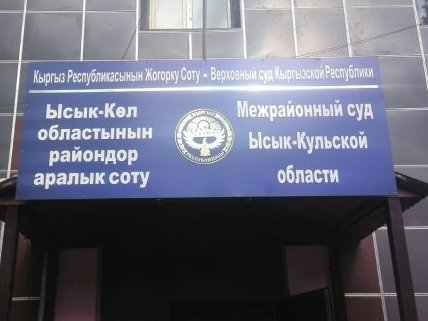 Кыргыз Республикасынын Жогорку Соту - Верховный суд Кыргызской Республики
Ысык-Көл
областынын
райондор
аралык соту
Межрайонный суд
Ысык-Кульской
области